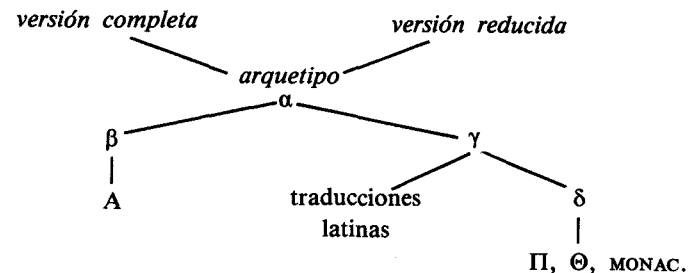 versión completa versión reducida
arquetipo
α
β γ
A traducciones δ
latinas
Π, Θ, MONAC.